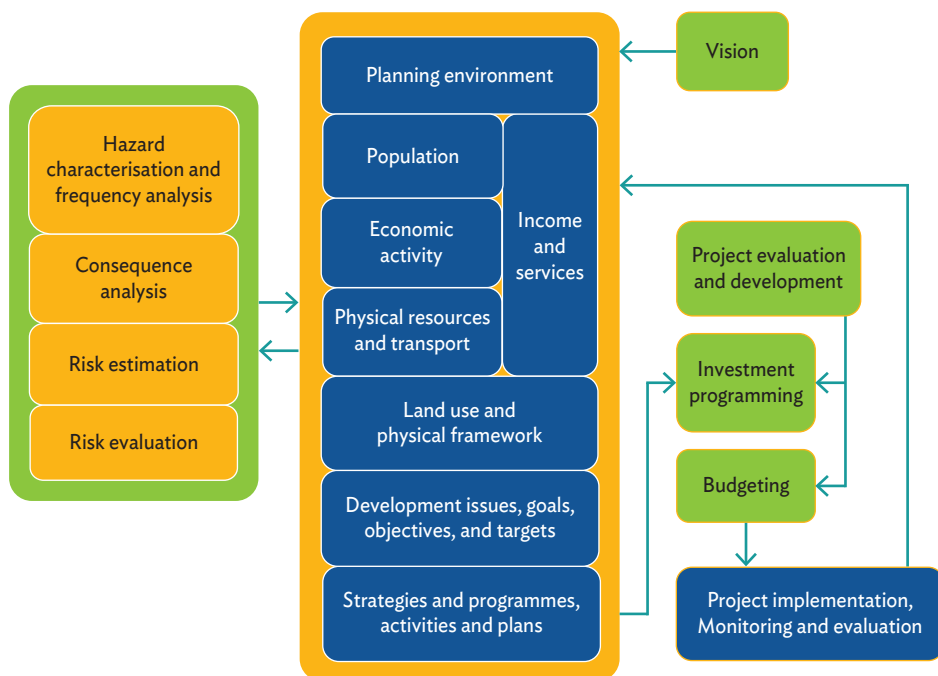 Hazard
characterisation and
frequency analysis
Consequence
analysis
Risk estimation
Risk evaluation
Planning environment
Population
Economic
activity
Physical resources
and transport
Income
and
services
Land use and
physical framework
Development issues, goals,
objectives, and targets
Strategies and programmes,
activities and plans
Vision
Project evaluation
and development
Investment
programming
Budgeting
Project implementation,
Monitoring and evaluation